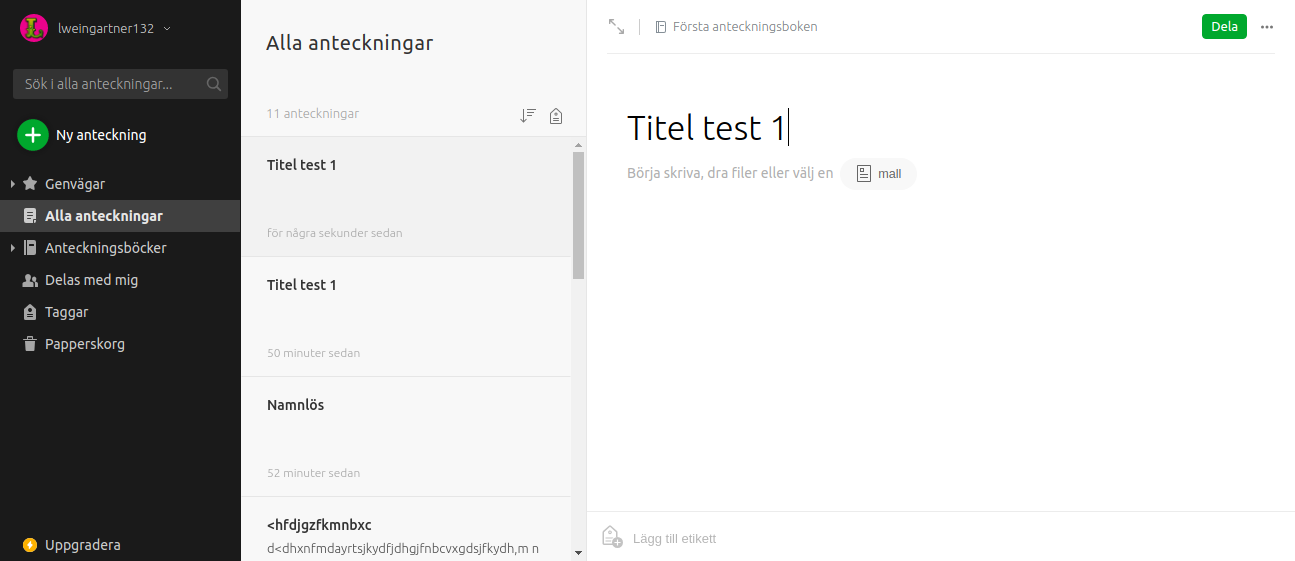 lweingartner132
Sök i alla anteckningar...
Ny anteckning
Genvägar
Alla anteckningar
Anteckningsböcker
Delas med mig
Taggar
Papperskorg
Uppgradera
Alla anteckningar
11 anteckningar
Titel test 1
för några sekunder sedan
Titel test 1
50 minuter sedan
Namnlös
52 minuter sedan
<hfdjgzfkmnbxc
d<dhxnfmdayrtsjkydfjdhgjfnbcvxgdsjfkydh,m n
Första anteckningsboken
Dela
Titel test 1
Börja skriva, dra filer eller välj en mall
Lägg till etikett